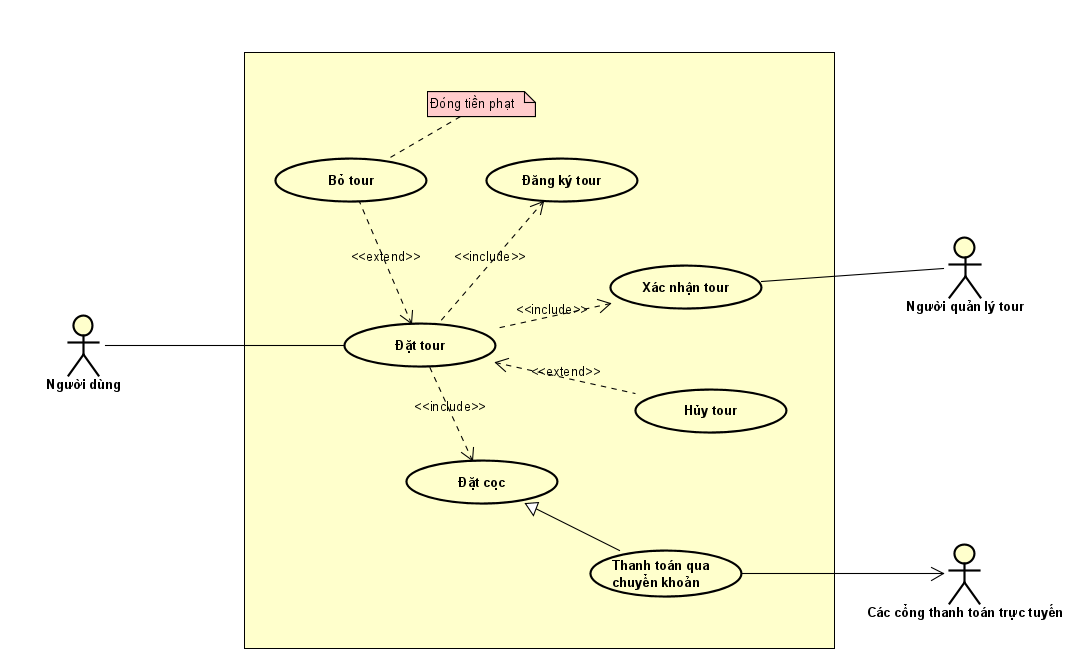 Đóng tiền phạt
Bỏ tour
Đăng ký tour
<<extend>>
<<include>>
Xác nhận tour
Người quản lý tour
<<include>>
Đặt tour
Người dùng
<<extend>>
Hủy tour
<<include>>
Đặt cọc
Thanh toán qua
chuyển khoản
Các cổng thanh toán trực tuyến